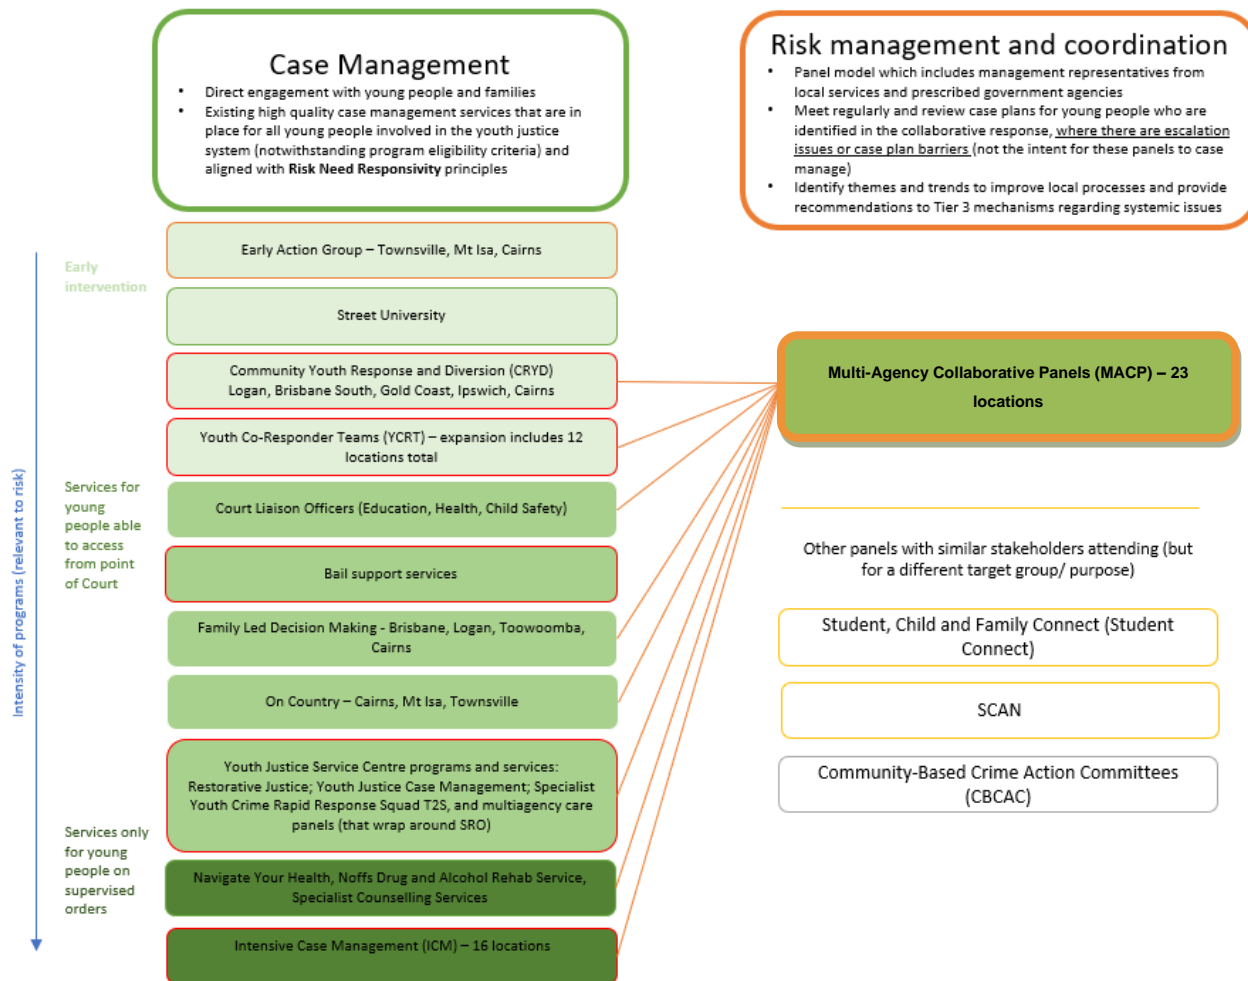 Case Management
• Direct engagement with young people and families
• Existing high quality case management services that are in
place for all young people involved in the youth justice
system (notwithstanding program eligibility criteria) and
aligned with Risk Need Responsivity principles
Risk management and coordination
• Panel model which includes management representatives from
local services and prescribed government agencies
• Meet regularly and review case plans for young people who are
identified in the collaborative response, where there are escalation
issues or case plan barriers (not the intent for these panels to case
manage)
• Identify themes and trends to improve local processes and provide
recommendations to Tier 3 mechanisms regarding systemic issues
Intensity of programs (relevant to risk)
Early
intervention
Early Action Group – Townsville, Mt Isa, Cairns
Street University
Community Youth Response and Diversion (CRYD)
Logan, Brisbane South, Gold Coast, Ipswich, Cairns
Youth Co-Responder Teams (YCRT) – expansion includes 12
locations total
Services for
young
people able
to access
from point
of Court
Court Liaison Officers (Education, Health, Child Safety)
Bail support services
Family Led Decision Making - Brisbane, Logan, Toowoomba,
Cairns
On Country – Cairns, Mt Isa, Townsville
Youth Justice Service Centre programs and services:
Restorative Justice; Youth Justice Case Management; Specialist
Youth Crime Rapid Response Squad T2S, and multiagency care
panels (that wrap around SRO)
Services only
for young
people on
supervised
orders
Navigate Your Health, Noffs Drug and Alcohol Rehab Service,
Specialist Counselling Services
Intensive Case Management (ICM) – 16 locations
Multi-Agency Collaborative Panels (MACP) – 23
locations
Other panels with similar stakeholders attending (but
for a different target group/ purpose)
Student, Child and Family Connect (Student
Connect)
SCAN
Community-Based Crime Action Committees
(CBCAC)